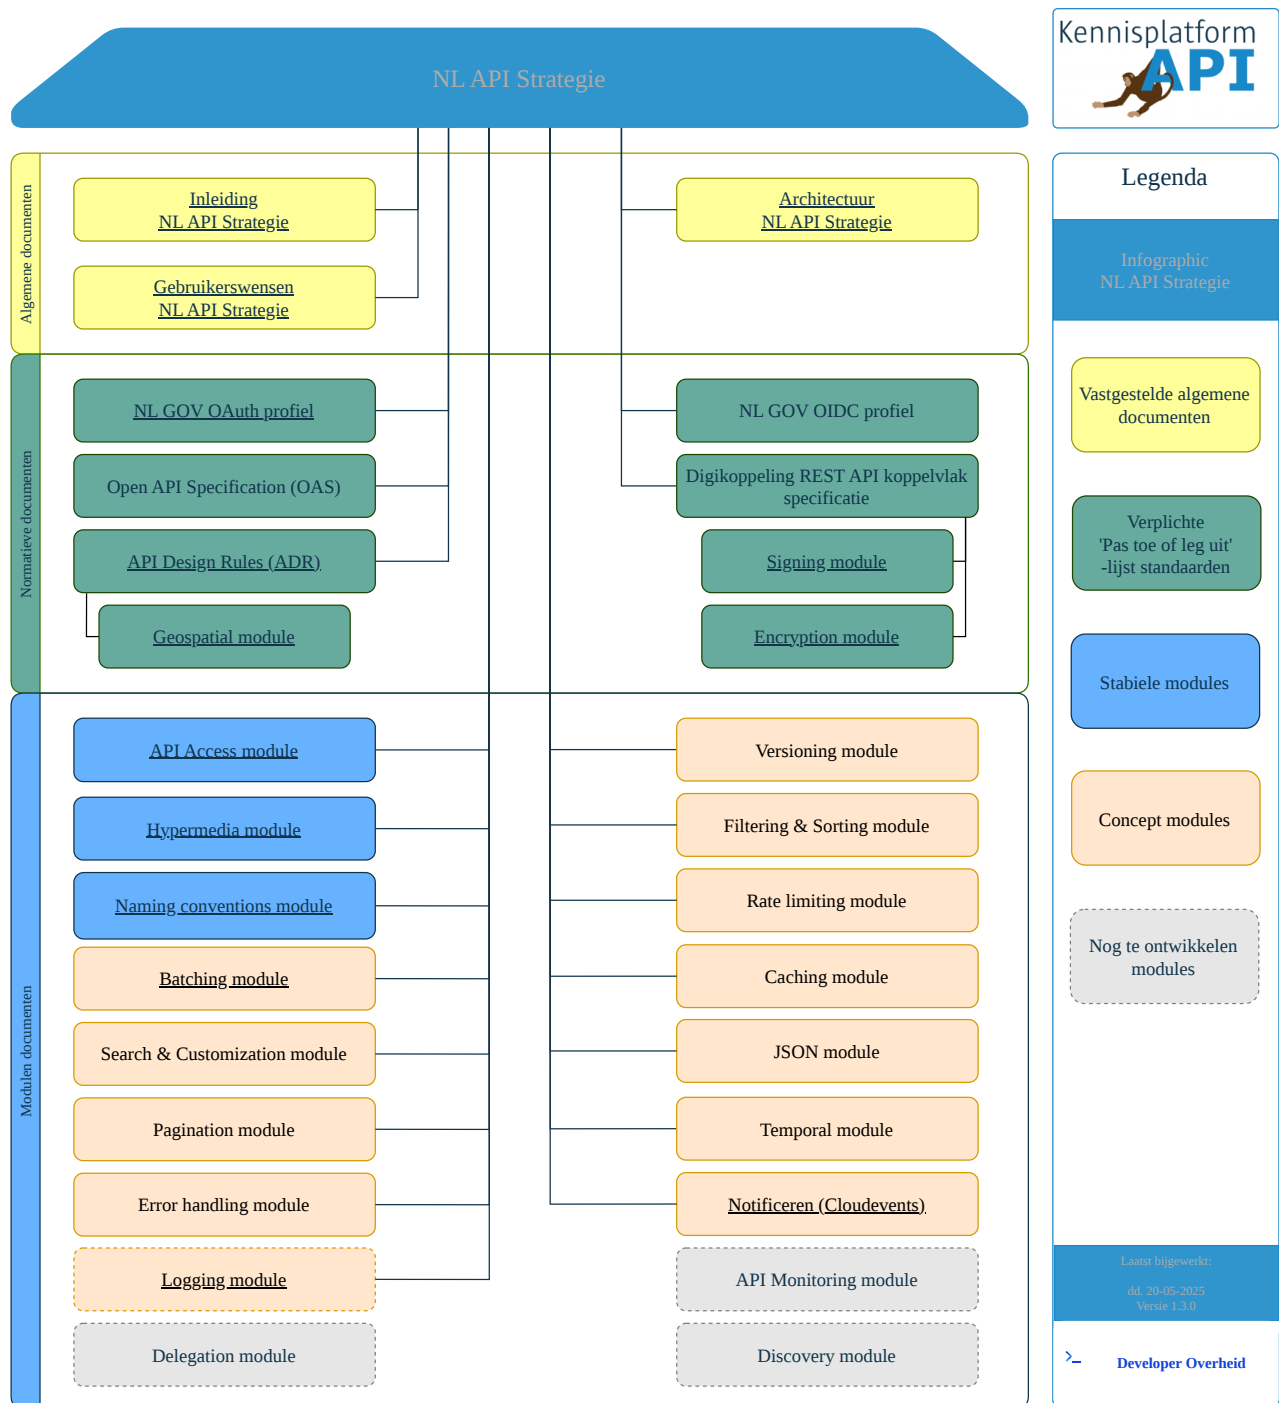 NL API Strategie
Kennisplatform
API
Algemene documenten
Inleiding
NL API Strategie
Gebruikerswensen
NL API Strategie
Architectuur
NL API Strategie
Normatieve documenten
NL GOV OAuth profiel
Open API Specification (OAS)
API Design Rules (ADR)
Geospatial module
NL GOV OIDC profiel
Digikoppeling REST API koppelvlak
specificatie
Signing module
Encryption module
Modulen documenten
API Access module
Hypermedia module
Naming conventions module
Batching module
Search & Customization module
Pagination module
Error handling module
Logging module
Delegation module
Versioning module
Filtering & Sorting module
Rate limiting module
Caching module
JSON module
Temporal module
Notificeren (Cloudevents)
API Monitoring module
Discovery module
Legenda
Infographic
NL API Strategie
Vastgestelde algemene
documenten
Verplichte
'Pas toe of leg uit'
-lijst standaarden
Stabiele modules
Concept modules
Nog te ontwikkelen
modules
Laatst bijgewerkt:
dd. 20-05-2025
Versie 1.3.0
Developer Overheid